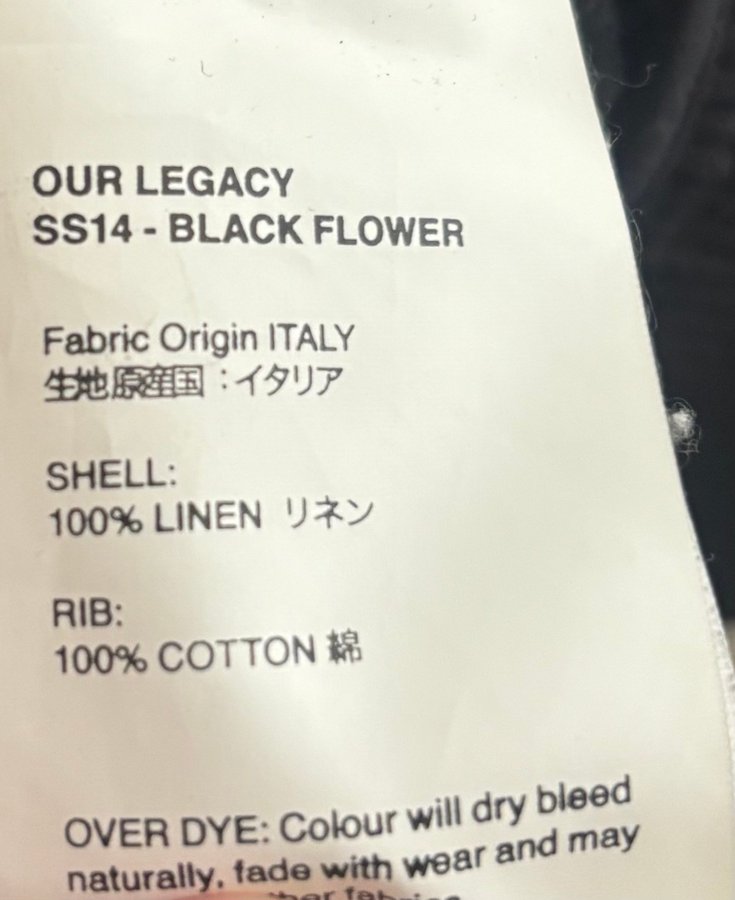 OUR LEGACY
SS14 - BLACK FLOWER
Fabric Origin ITALY
生地原産国：イタリア
SHELL:
100% LINEN リネン
RIB:
100% COTTON 綿
OVER DYE: Colour will dry bleed
naturally, fade with wear and may